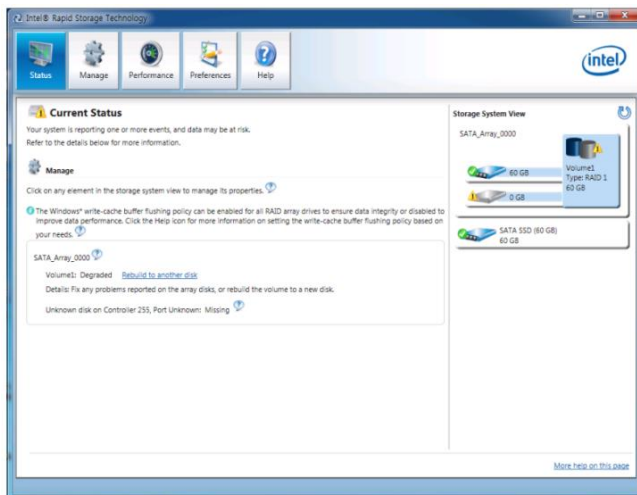 Intel® Rapid Storage Technology
Status
Manage
Performance
Preferences
Help
intel
Current Status
Your system is reporting one or more events, and data may be at risk.
Refer to the details below for more information.
Manage
Click on any element in the storage system view to manage its properties.
The Windows* write-cache buffer flushing policy can be enabled for all RAID array drives to ensure data integrity or disabled to
improve data performance. Click the Help icon for more information on setting the write-cache buffer flushing policy based on
your needs.
SATA_Array_0000
Volume1: Degraded Rebuild to another disk
Details: Fix any problems reported on the array disks, or rebuild the volume to a new disk.
Unknown disk on Controller 255, Port Unknown: Missing
Storage System View
SATA_Array_0000
60 GB
0 GB
Volume1
Type: RAID 1
60 GB
SATA SSD (60 GB)
60 GB
More help on this page